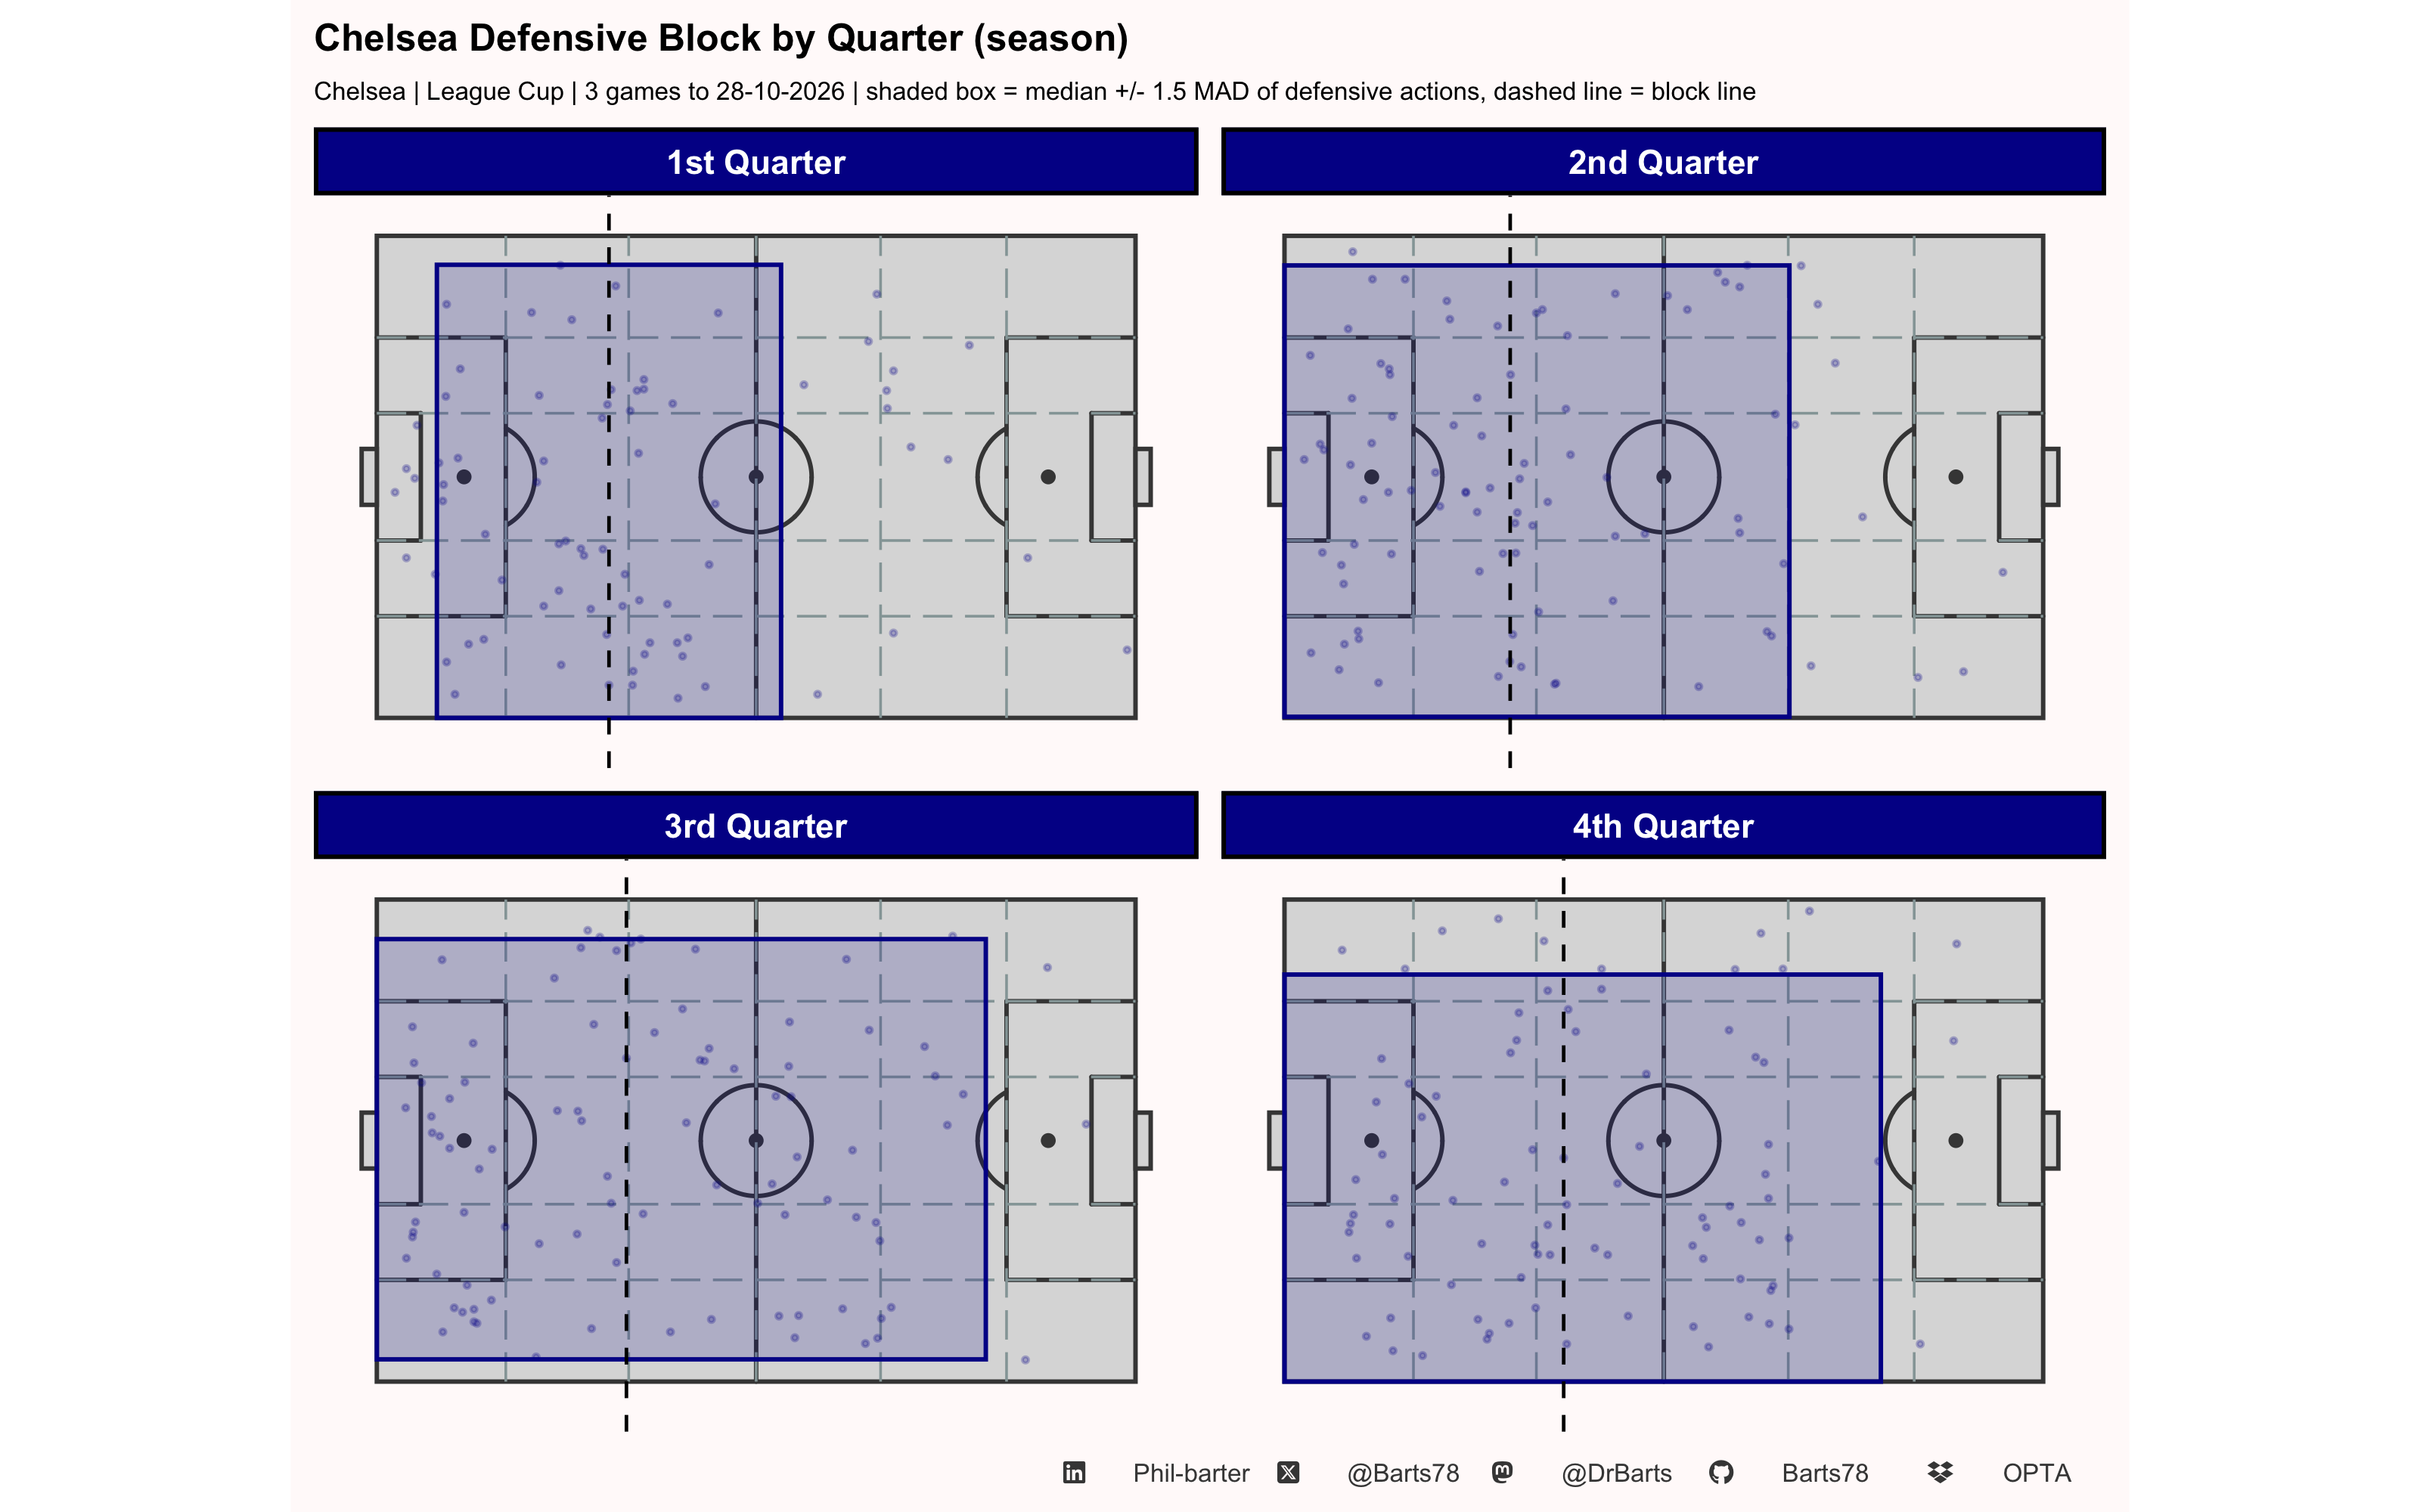 Chelsea Defensive Block by Quarter (season)
Chelsea | League Cup | 3 games to 28-10-2026 | shaded box = median +/- 1.5 MAD of defensive actions, dashed line = block line
1st Quarter
2nd Quarter
3rd Quarter
4th Quarter
Phil-barter @Barts78 @DrBarts Barts78 OPTA